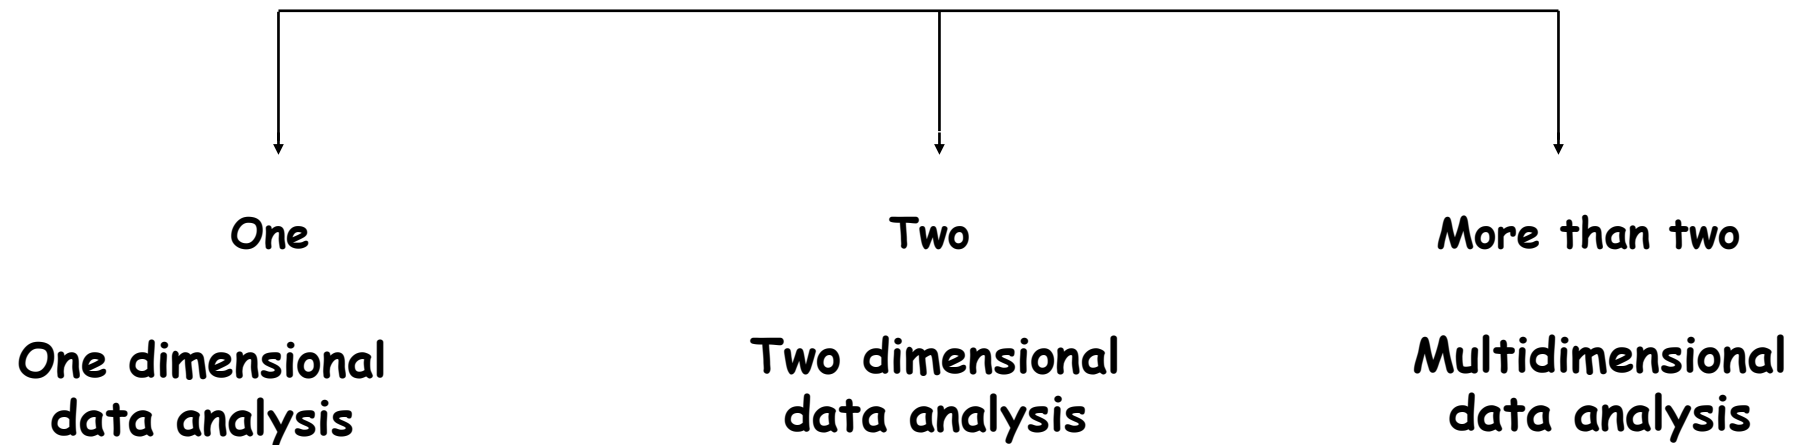 One
Two
More than two
One dimensional
data analysis
Two dimensional
data analysis
Multidimensional
data analysis